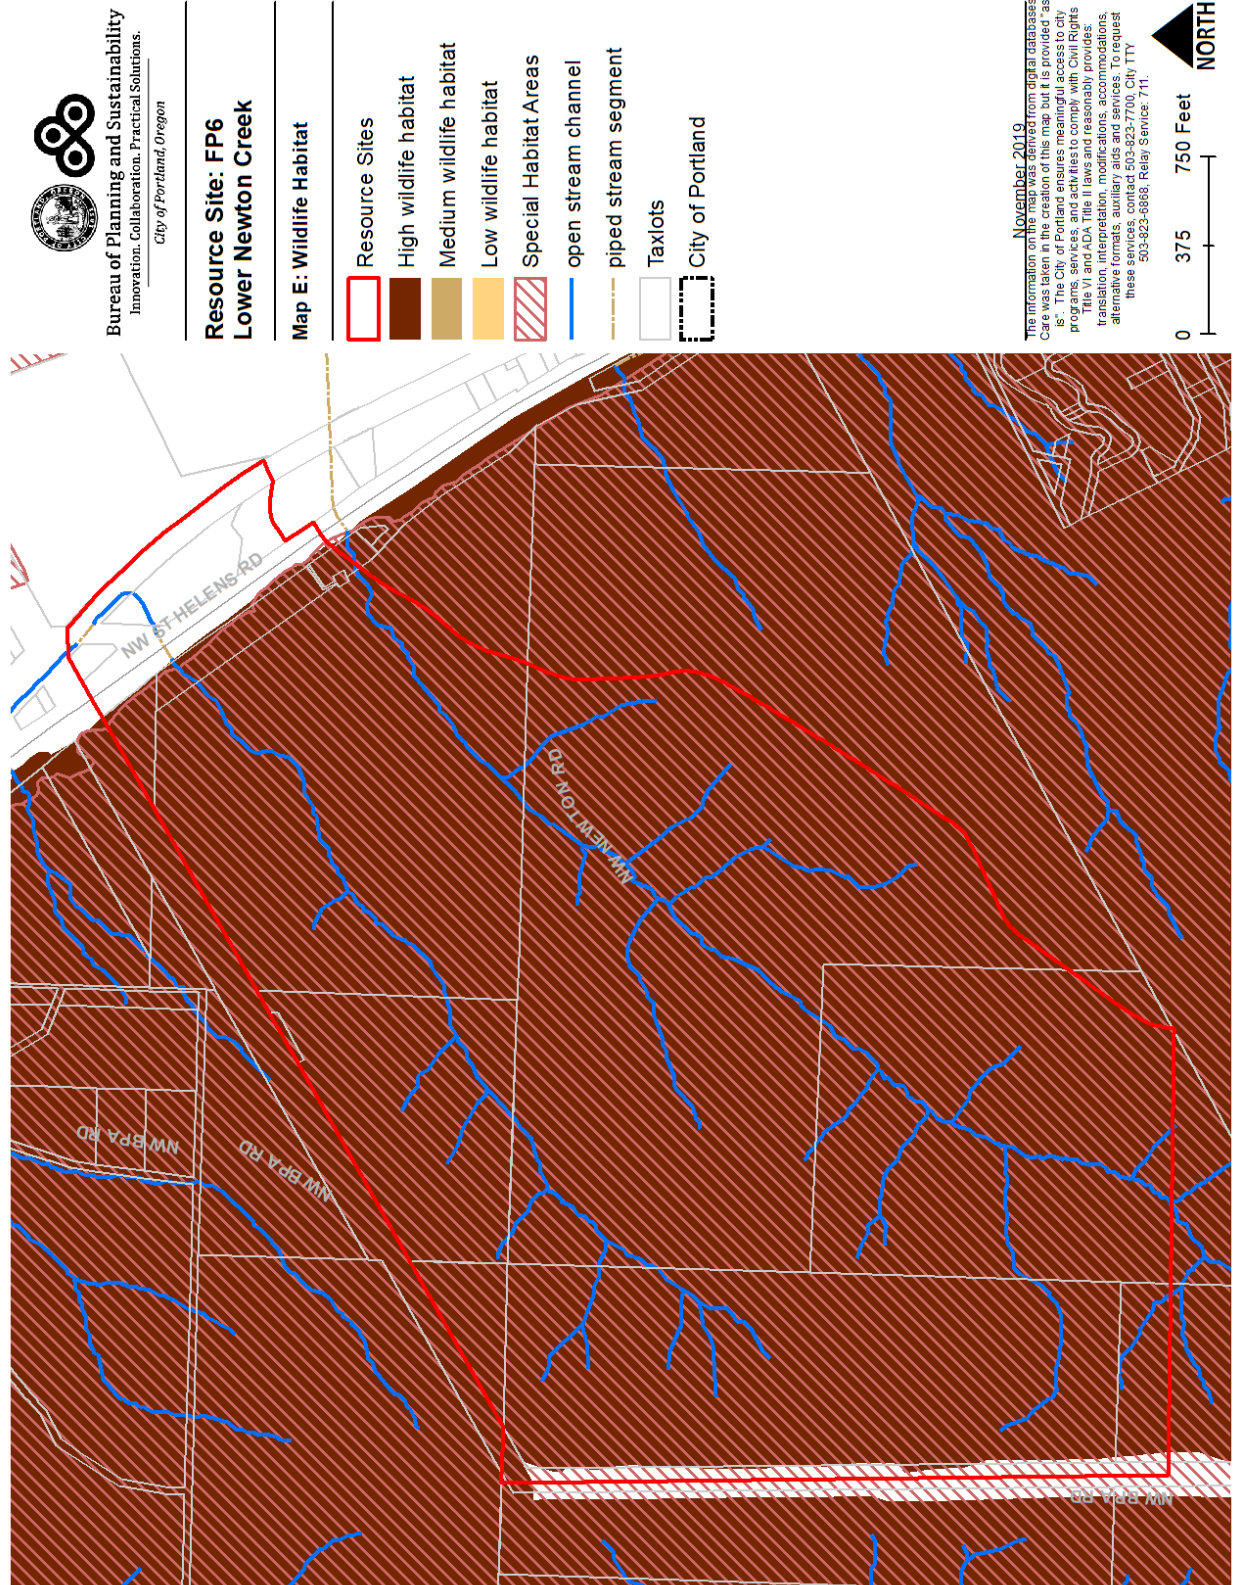 Bureau of Planning and Sustainability
Innovation. Collaboration. Practical Solutions.
City of Portland, Oregon
Resource Site: FP6
Lower Newton Creek
Map E: Wildlife Habitat
Resource Sites
High wildlife habitat
Medium wildlife habitat
Low wildlife habitat
Special Habitat Areas
open stream channel
piped stream segment
Taxlots
City of Portland
November 2019
The information on the map was derived from digital databases
Care was taken in the creation of this map but it is provided "as
is". The City of Portland ensures meaningful access to city
programs, services, and activities to comply with Civil Rights
Title VI and ADA Title II laws and reasonably provides:
translation, interpretation, modifications, accommodations,
alternative formats, auxiliary aids and services. To request
these services, contact 503-823-7700, City TTY
503-823-6868, Relay Service: 711.
0 375 750 Feet
NORTH
NW ST HELENS RD
NW NEWTON RD
NW BPA RD
NW BPA RD
NW BPA RD